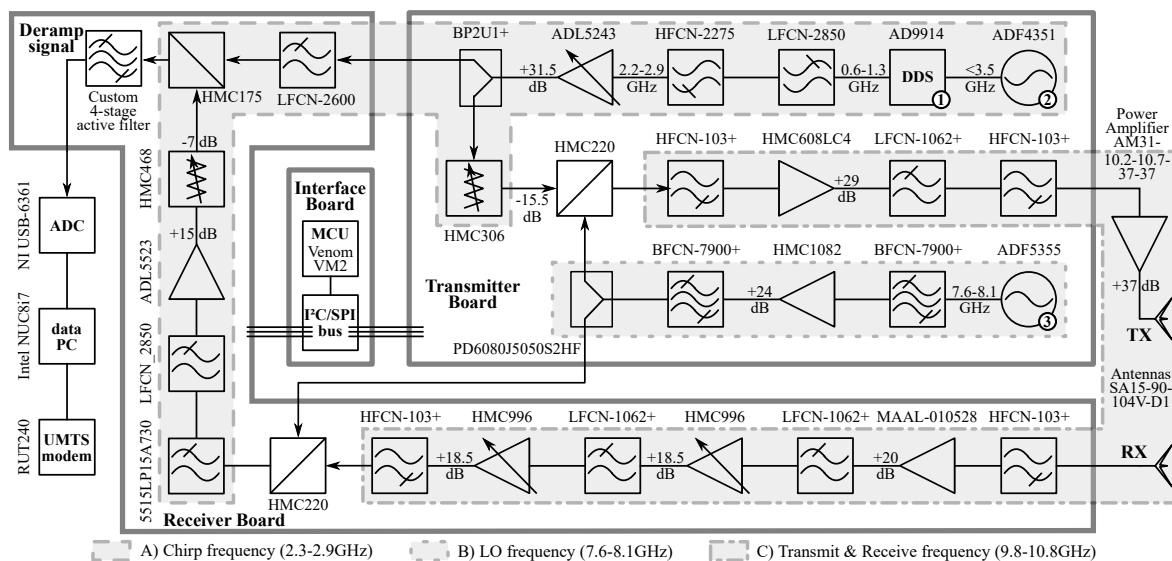 Deramp
signal
Custom
4-stage
active filter
HMC175
LFCN-2600
BP2U1+
ADL5243
HFCN-2275
LFCN-2850
AD9914
ADF4351
+31.5
dB
2.2-2.9
GHz
0.6-1.3
GHz
DDS
1
<3.5
GHz
2
-7 dB
HMC468
+15 dB
ADL5523
LFCN_2850
5515LP15A730
NI USB-6361
ADC
Intel NUC8i7
data
PC
RUT240
UMTS
modem
Interface
Board
MCU
Venom
VM2
I²C/SPI
bus
HMC306
-15.5
dB
HMC220
HFCN-103+
HMC608LC4
LFCN-1062+
HFCN-103+
+29
dB
Power
Amplifier
AM31-
10.2-10.7-
37-37
+37 dB
TX
Transmitter
Board
BFCN-7900+
HMC1082
BFCN-7900+
ADF5355
+24
dB
7.6-8.1
GHz
3
PD6080J5050S2HF
Antennas
SA15-90-
104V-D1
HFCN-103+
HMC996
LFCN-1062+
HMC996
LFCN-1062+
MAAL-010528
HFCN-103+
+18.5
dB
+18.5
dB
+20
dB
RX
HMC220
Receiver Board
A) Chirp frequency (2.3-2.9GHz)
B) LO frequency (7.6-8.1GHz)
C) Transmit & Receive frequency (9.8-10.8GHz)